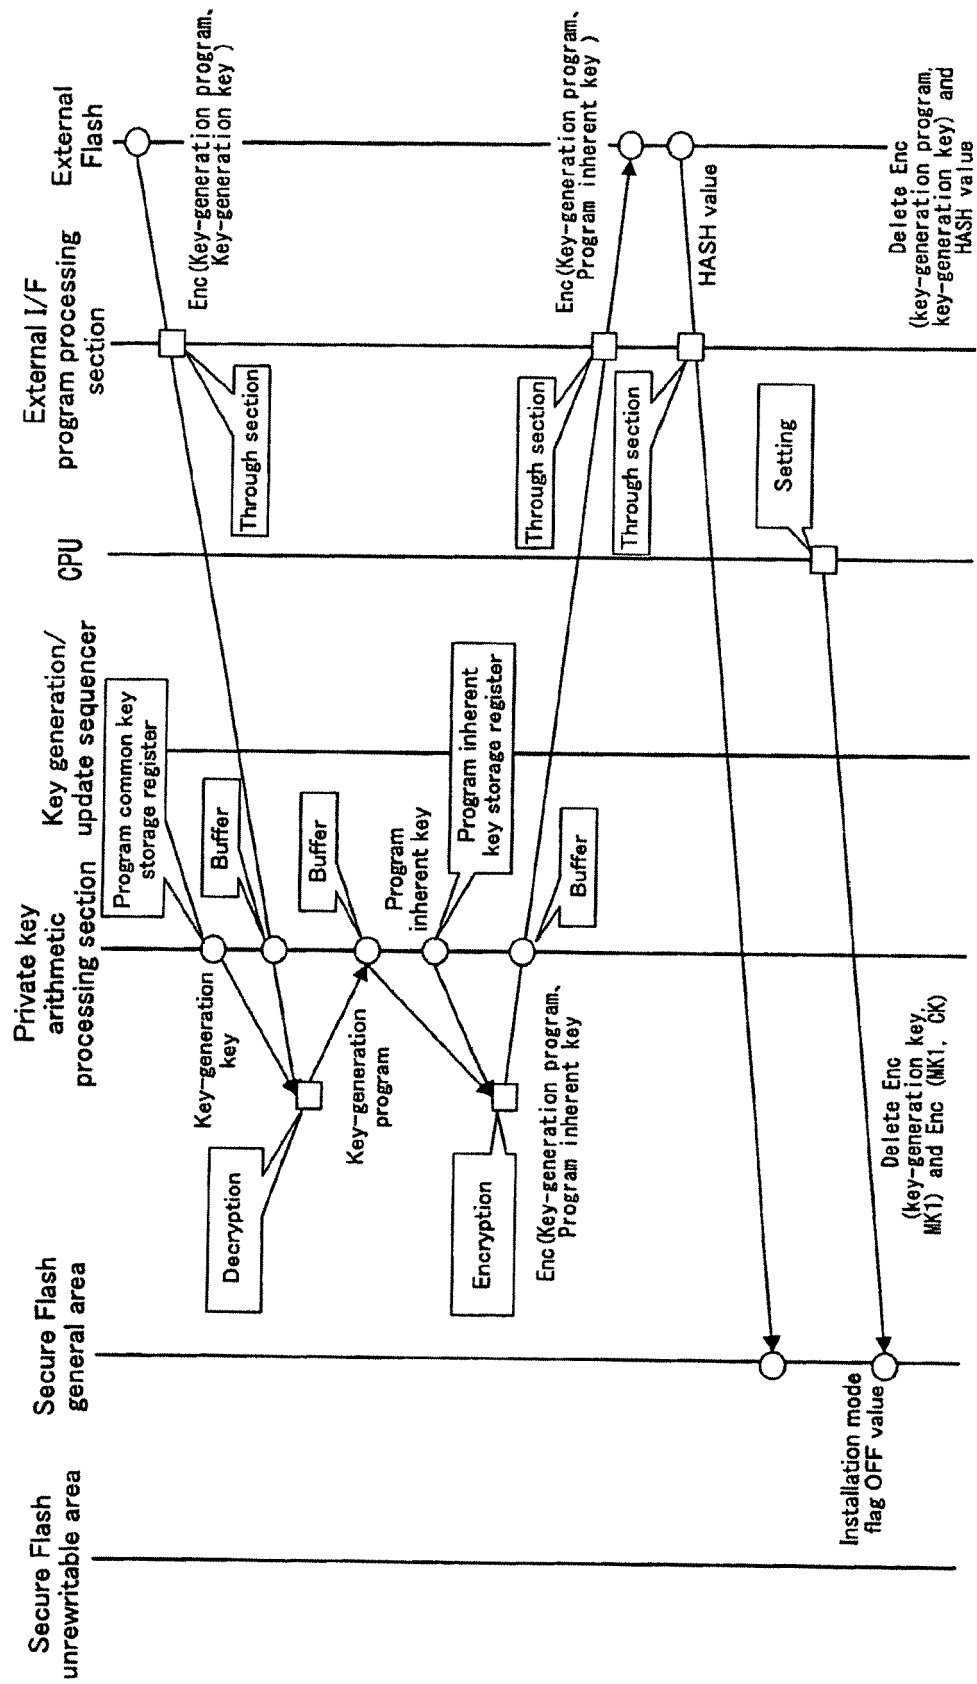 Secure Flash
unrewritable area
Secure Flash
general area
Private key
arithmetic
processing section
Key generation/
update sequencer
CPU
External I/F
program processing
section
External
Flash
Enc(Key-generation program、
Key-generation key )
Through section
Program common key
storage register
Key-generation
key
Buffer
Decryption
Key-generation
program
Buffer
Program
inherent key
Program inherent
key storage register
Encryption
Enc(Key-generation program、
Program inherent key
Buffer
Through section
Enc(Key-generation program、
Program inherent key )
Through section
HASH value
Setting
Installation mode
flag OFF value
Delete Enc
(key-generation key,
MK1) and Enc (MK1, CK)
Delete Enc
(key-generation program,
key-generation key) and
HASH value